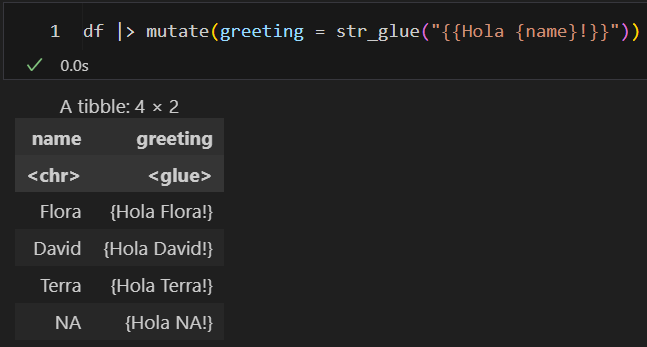 1 df |> mutate(greeting = str_glue("{{Hola {name}!}}"))
✓ 0.0s
A tibble: 4 × 2
name greeting
<chr> <glue>
Flora {Hola Flora!}
David {Hola David!}
Terra {Hola Terra!}
NA {Hola NA!}